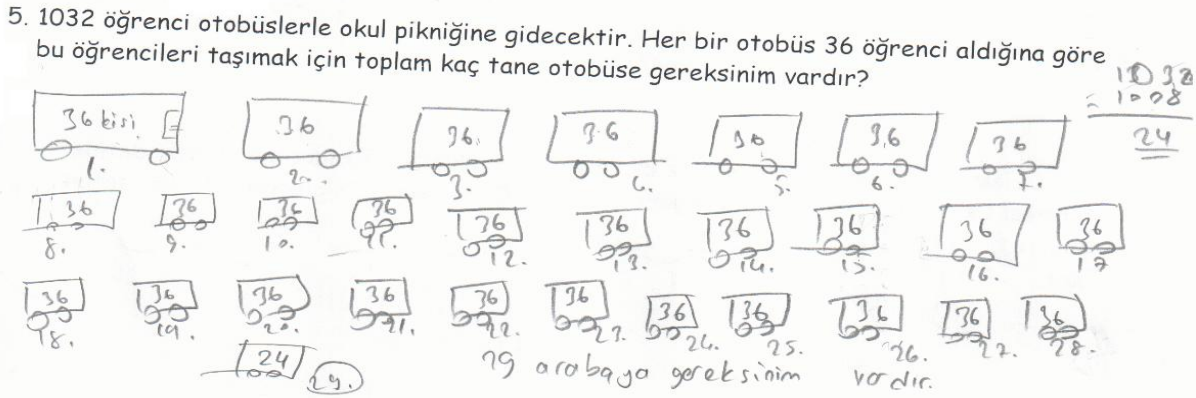 5. 1032 öğrenci otobüslerle okul pikniğine gidecektir. Her bir otobüs 36 öğrenci aldığına göre
bu öğrencileri taşımak için toplam kaç tane otobüse gereksinim vardır?
1032
- 1008
24
36 kişi 36 36 36 36 36 36
1. 2. 3. 4. 5. 6. 7.
36 36 36 36 36 36 36 36 36 36
8. 9. 10. 11. 12. 13. 14. 15. 16. 17
36 36 36 36 36 36 36 36 36 36 36
18. 19. 20. 21. 22. 23. 24. 25. 26. 27. 28.
24 29. 29 arabaya gereksinim vardır.